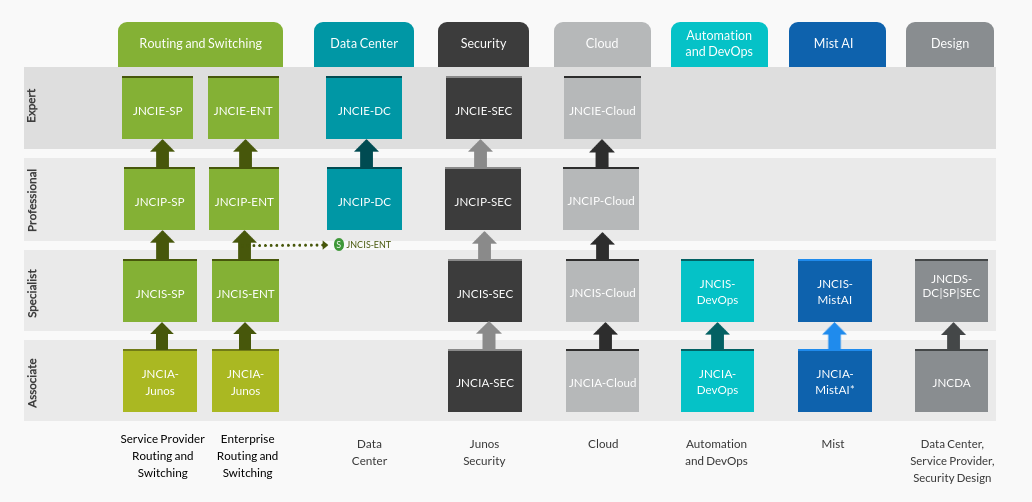 Routing and Switching
Data Center
Security
Cloud
Automation
and DevOps
Mist AI
Design
Expert
JNCIE-SP
JNCIE-ENT
JNCIE-DC
JNCIE-SEC
JNCIE-Cloud
Professional
JNCIP-SP
JNCIP-ENT
JNCIP-DC
JNCIP-SEC
JNCIP-Cloud
S JNCIS-ENT
Specialist
JNCIS-SP
JNCIS-ENT
JNCIS-SEC
JNCIS-Cloud
JNCIS-
DevOps
JNCIS-
MistAI
JNCDS-
DC|SP|SEC
Associate
JNCIA-
Junos
JNCIA-
Junos
JNCIA-SEC
JNCIA-Cloud
JNCIA-
DevOps
JNCIA-
MistAI*
JNCDA
Service Provider
Routing and
Switching
Enterprise
Routing and
Switching
Data
Center
Junos
Security
Cloud
Automation
and DevOps
Mist
Data Center,
Service Provider,
Security Design